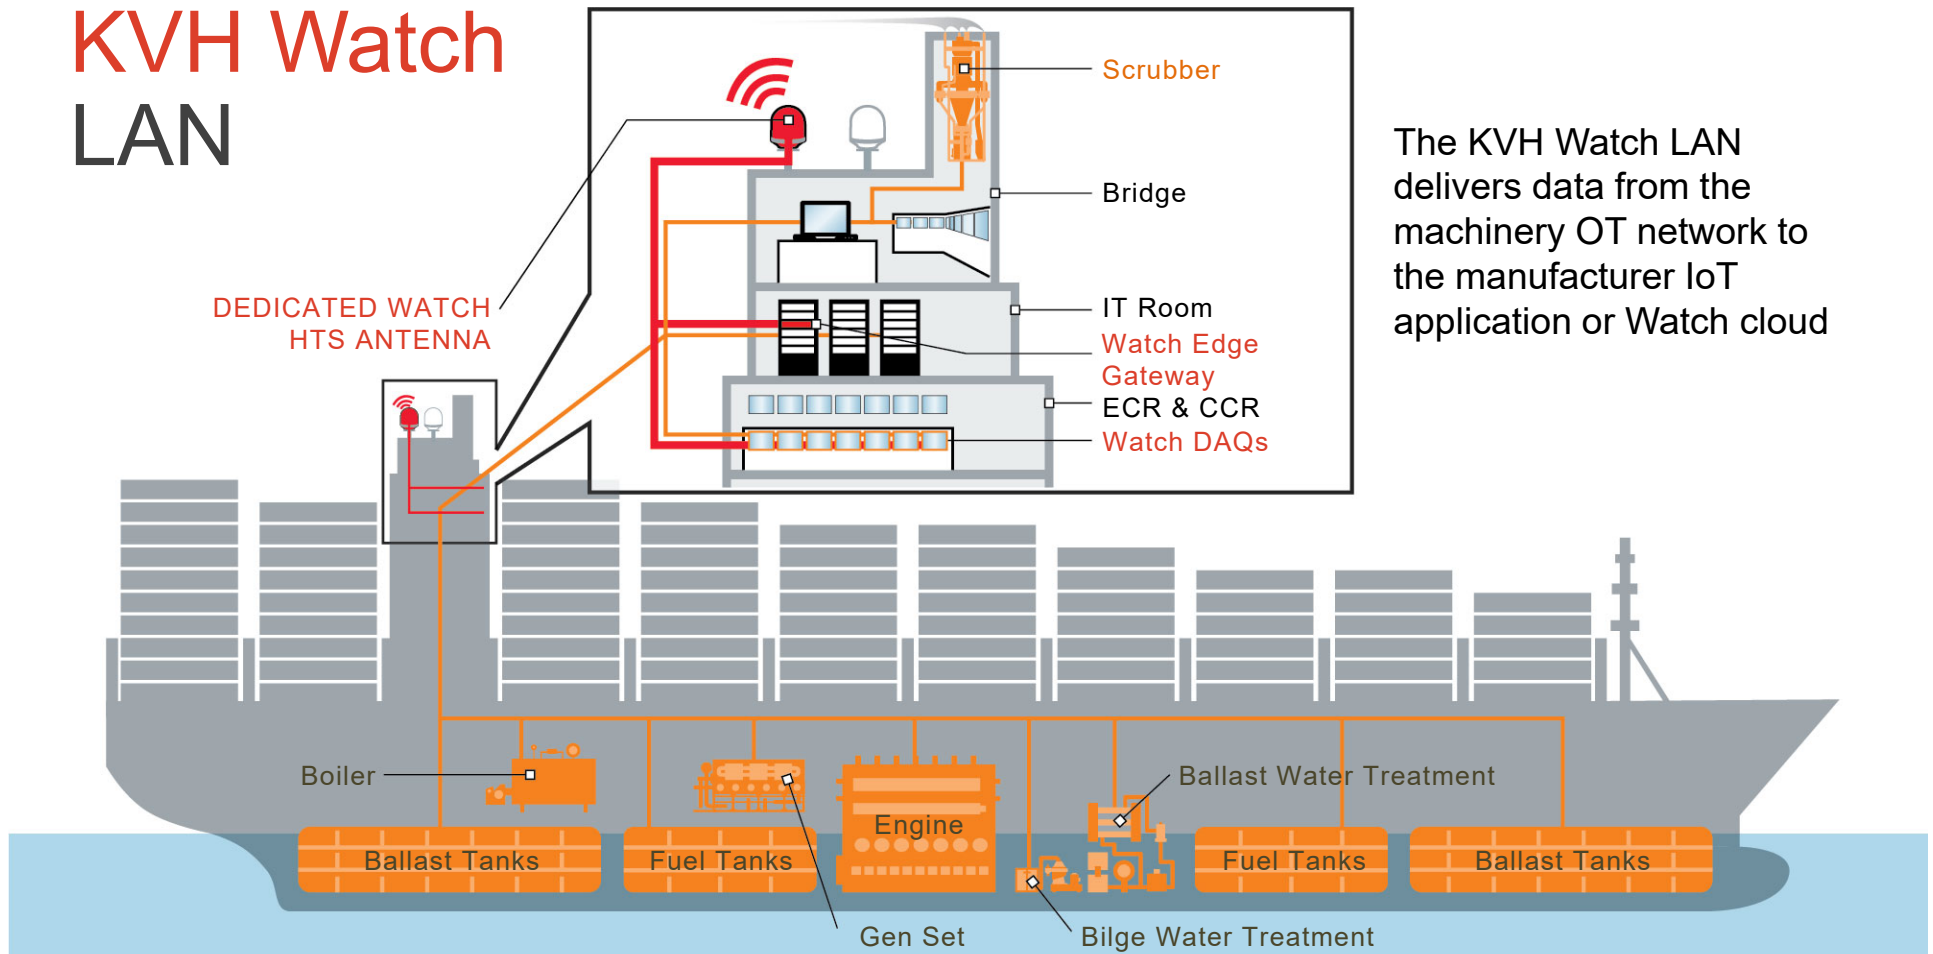 KVH Watch
LAN
Scrubber
Bridge
DEDICATED WATCH
HTS ANTENNA
IT Room
Watch Edge
Gateway
ECR & CCR
Watch DAQs
The KVH Watch LAN
delivers data from the
machinery OT network to
the manufacturer IoT
application or Watch cloud
Boiler
Ballast Water Treatment
Engine
Ballast Tanks
Fuel Tanks
Fuel Tanks
Ballast Tanks
Gen Set
Bilge Water Treatment